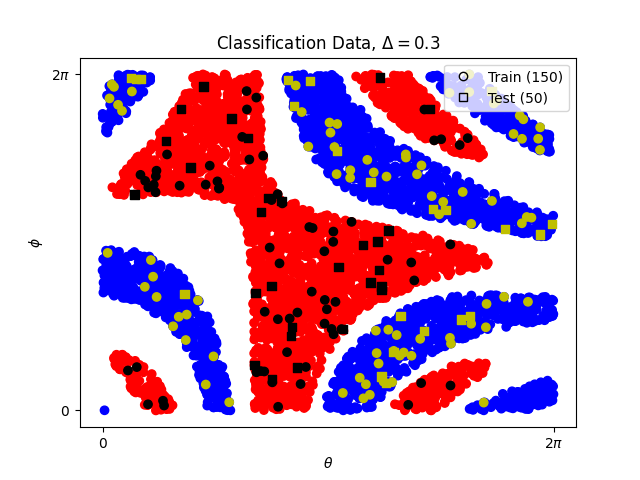 Classification Data, Δ = 0.3
Train (150)
Test (50)
2π
ϕ
0
0
2π
θ